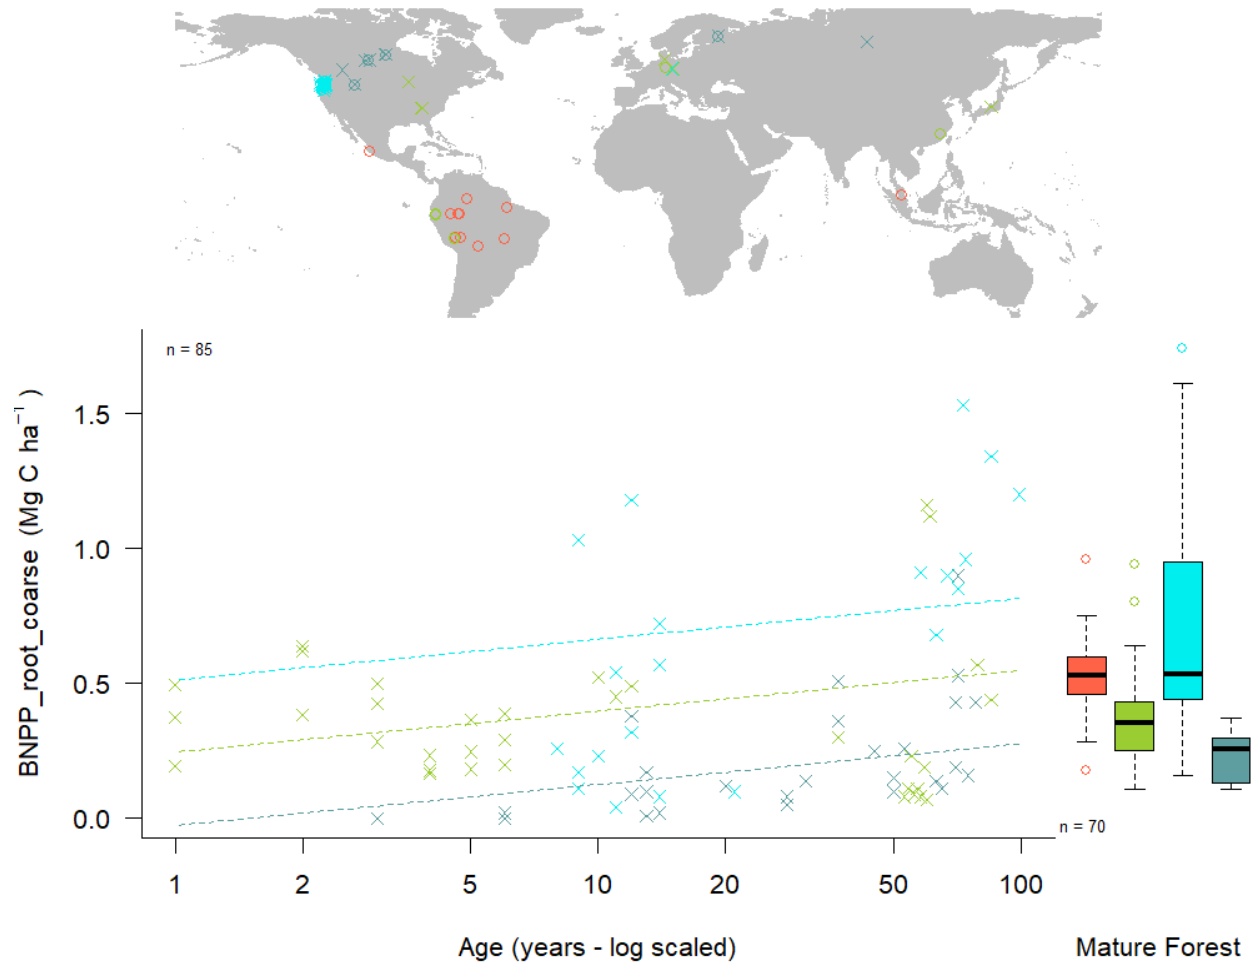 n = 85
BNPP_root_coarse (Mg C ha⁻¹ )
1.5
1.0
0.5
0.0
n = 70
1 2 5 10 20 50 100
Age (years - log scaled) Mature Forest